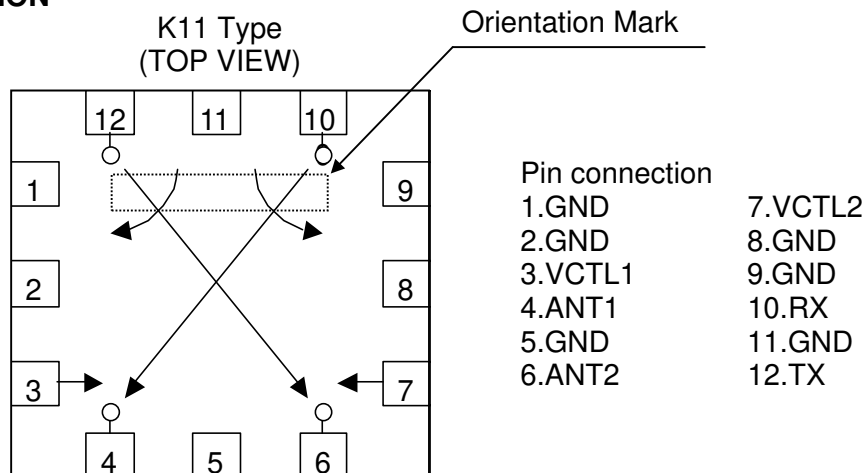 K11 Type
(TOP VIEW)
Orientation Mark
12 11 10
1 9
2 8
3 7
4 5 6
Pin connection
1.GND 7.VCTL2
2.GND 8.GND
3.VCTL1 9.GND
4.ANT1 10.RX
5.GND 11.GND
6.ANT2 12.TX